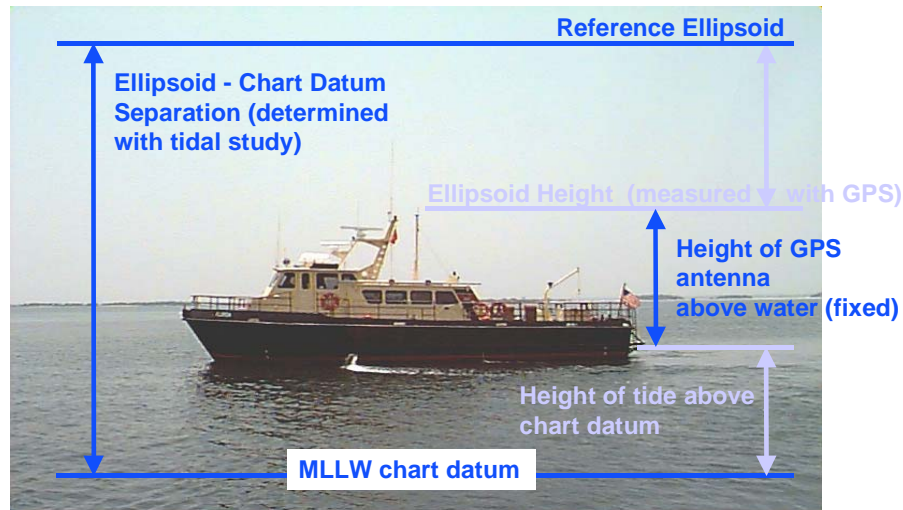 Reference Ellipsoid
Ellipsoid - Chart Datum
Separation (determined
with tidal study)
Ellipsoid Height (measured with GPS)
Height of GPS
antenna
above water (fixed)
Height of tide above
chart datum
MLLW chart datum